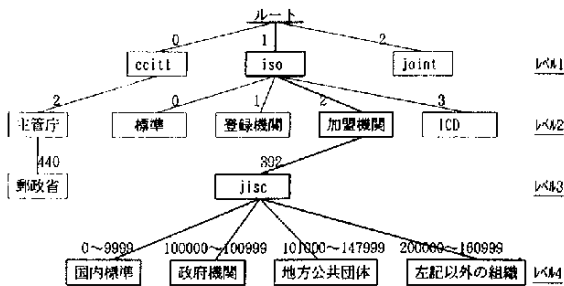 ルート
0 1 2
ccitt iso joint レベル1
2 0 1 2 3
主管庁 標準 登録機関 加盟機関 ICD レベル2
440 392
郵政省 jisc レベル3
0～9999 100000～100999 101000～147999 200000～160999
国内標準 政府機関 地方公共団体 左記以外の組織 レベル4